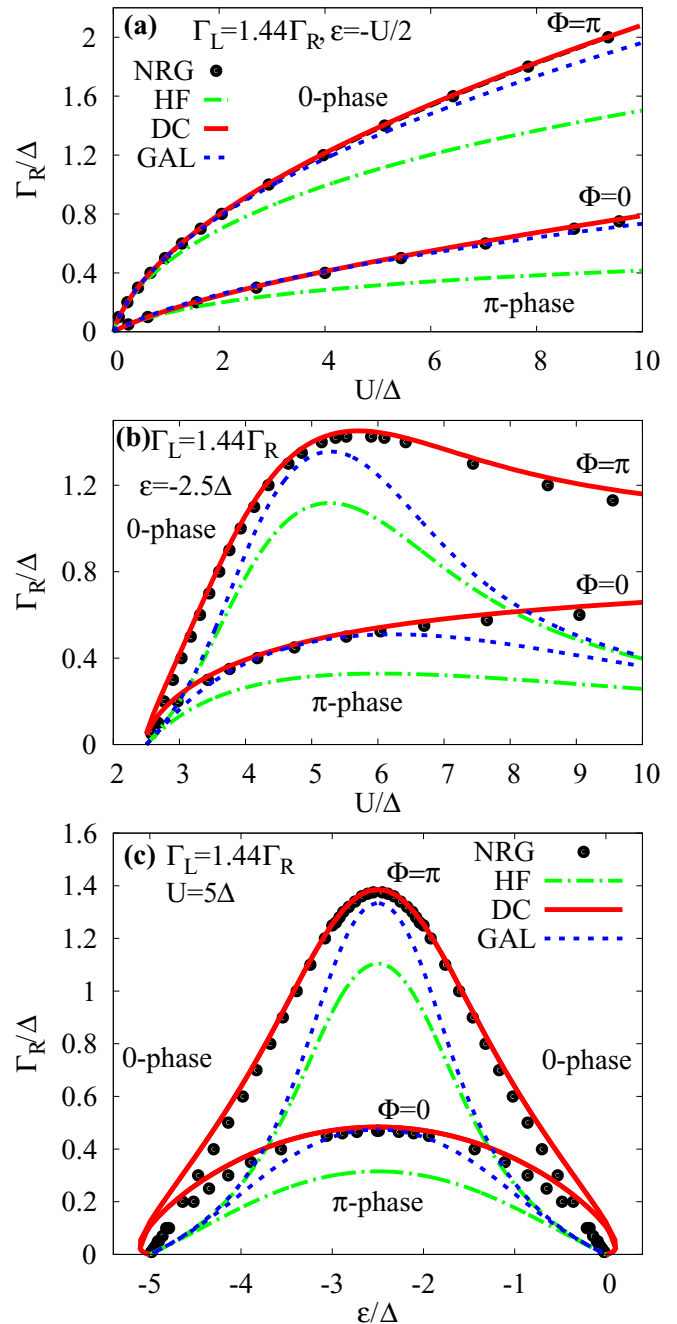 (a) Γ_L=1.44Γ_R, ε=-U/2
Φ=π
NRG
HF
DC
GAL
0-phase
Φ=0
π-phase
Γ_R/Δ
2
1.6
1.2
0.8
0.4
0
0 2 4 6 8 10
U/Δ
(b) Γ_L=1.44Γ_R
ε=-2.5Δ
0-phase
Φ=π
Φ=0
π-phase
Γ_R/Δ
1.2
0.8
0.4
0
2 3 4 5 6 7 8 9 10
U/Δ
(c) Γ_L=1.44Γ_R
U=5Δ
Φ=π
NRG
HF
DC
GAL
0-phase
0-phase
Φ=0
π-phase
Γ_R/Δ
1.6
1.4
1.2
1
0.8
0.6
0.4
0.2
0
-5 -4 -3 -2 -1 0
ε/Δ